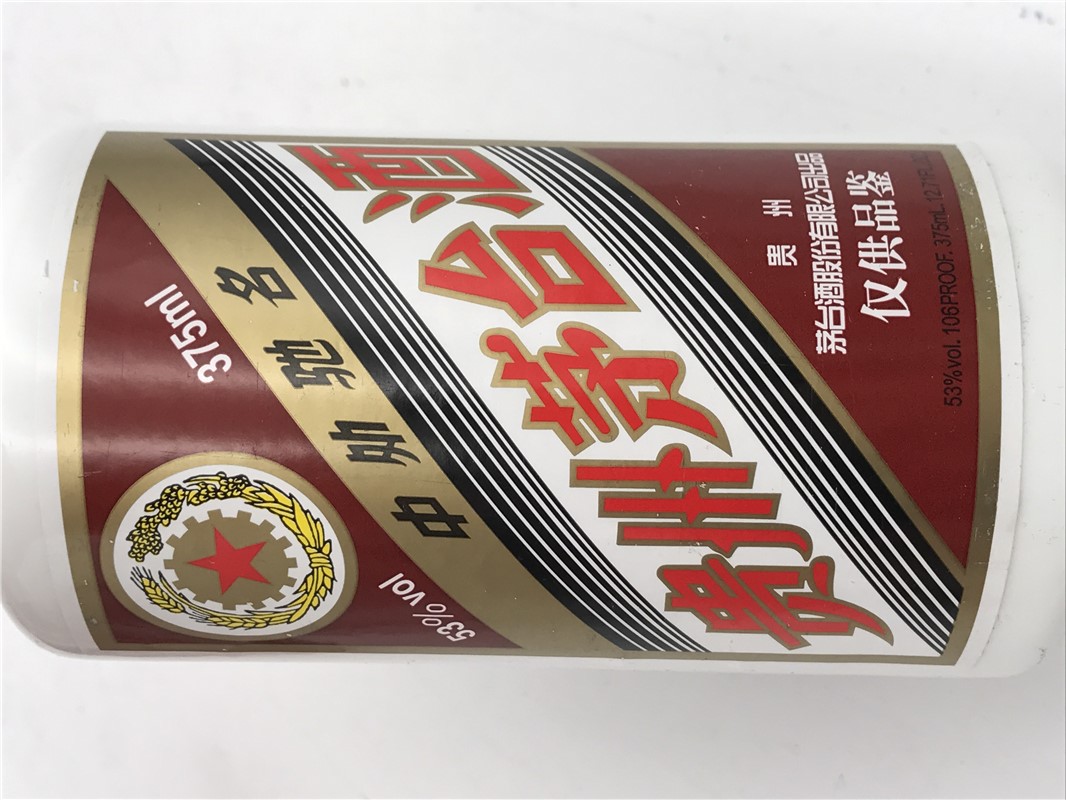 53%vol
375ml
中外驰名
贵州茅台酒
贵州
茅台酒股份有限公司出品
仅供品鉴
53%vol. 106PROOF. 375mL.